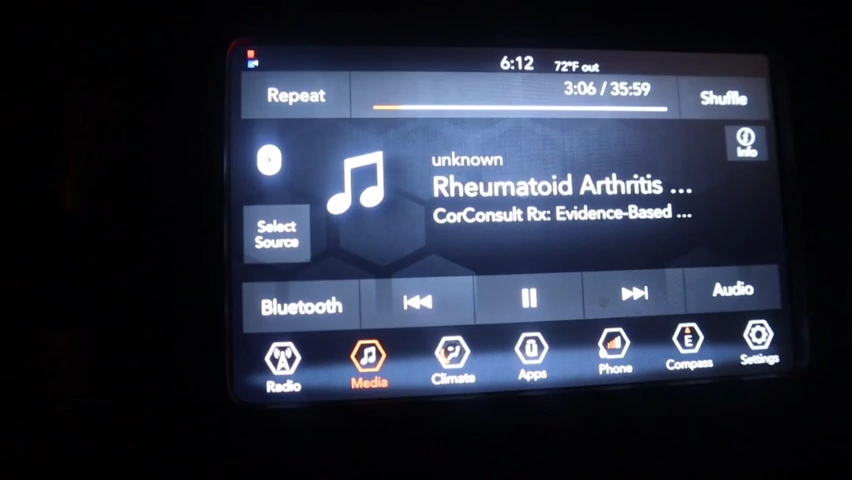 6:12 72°F out
Repeat
3:06 / 35:59
Shuffle
Info
unknown
Rheumatoid Arthritis ...
CorConsult Rx: Evidence-Based ...
Select
Source
Bluetooth
Audio
Radio
Media
Climate
Apps
U
Phone
E
Compass
Settings